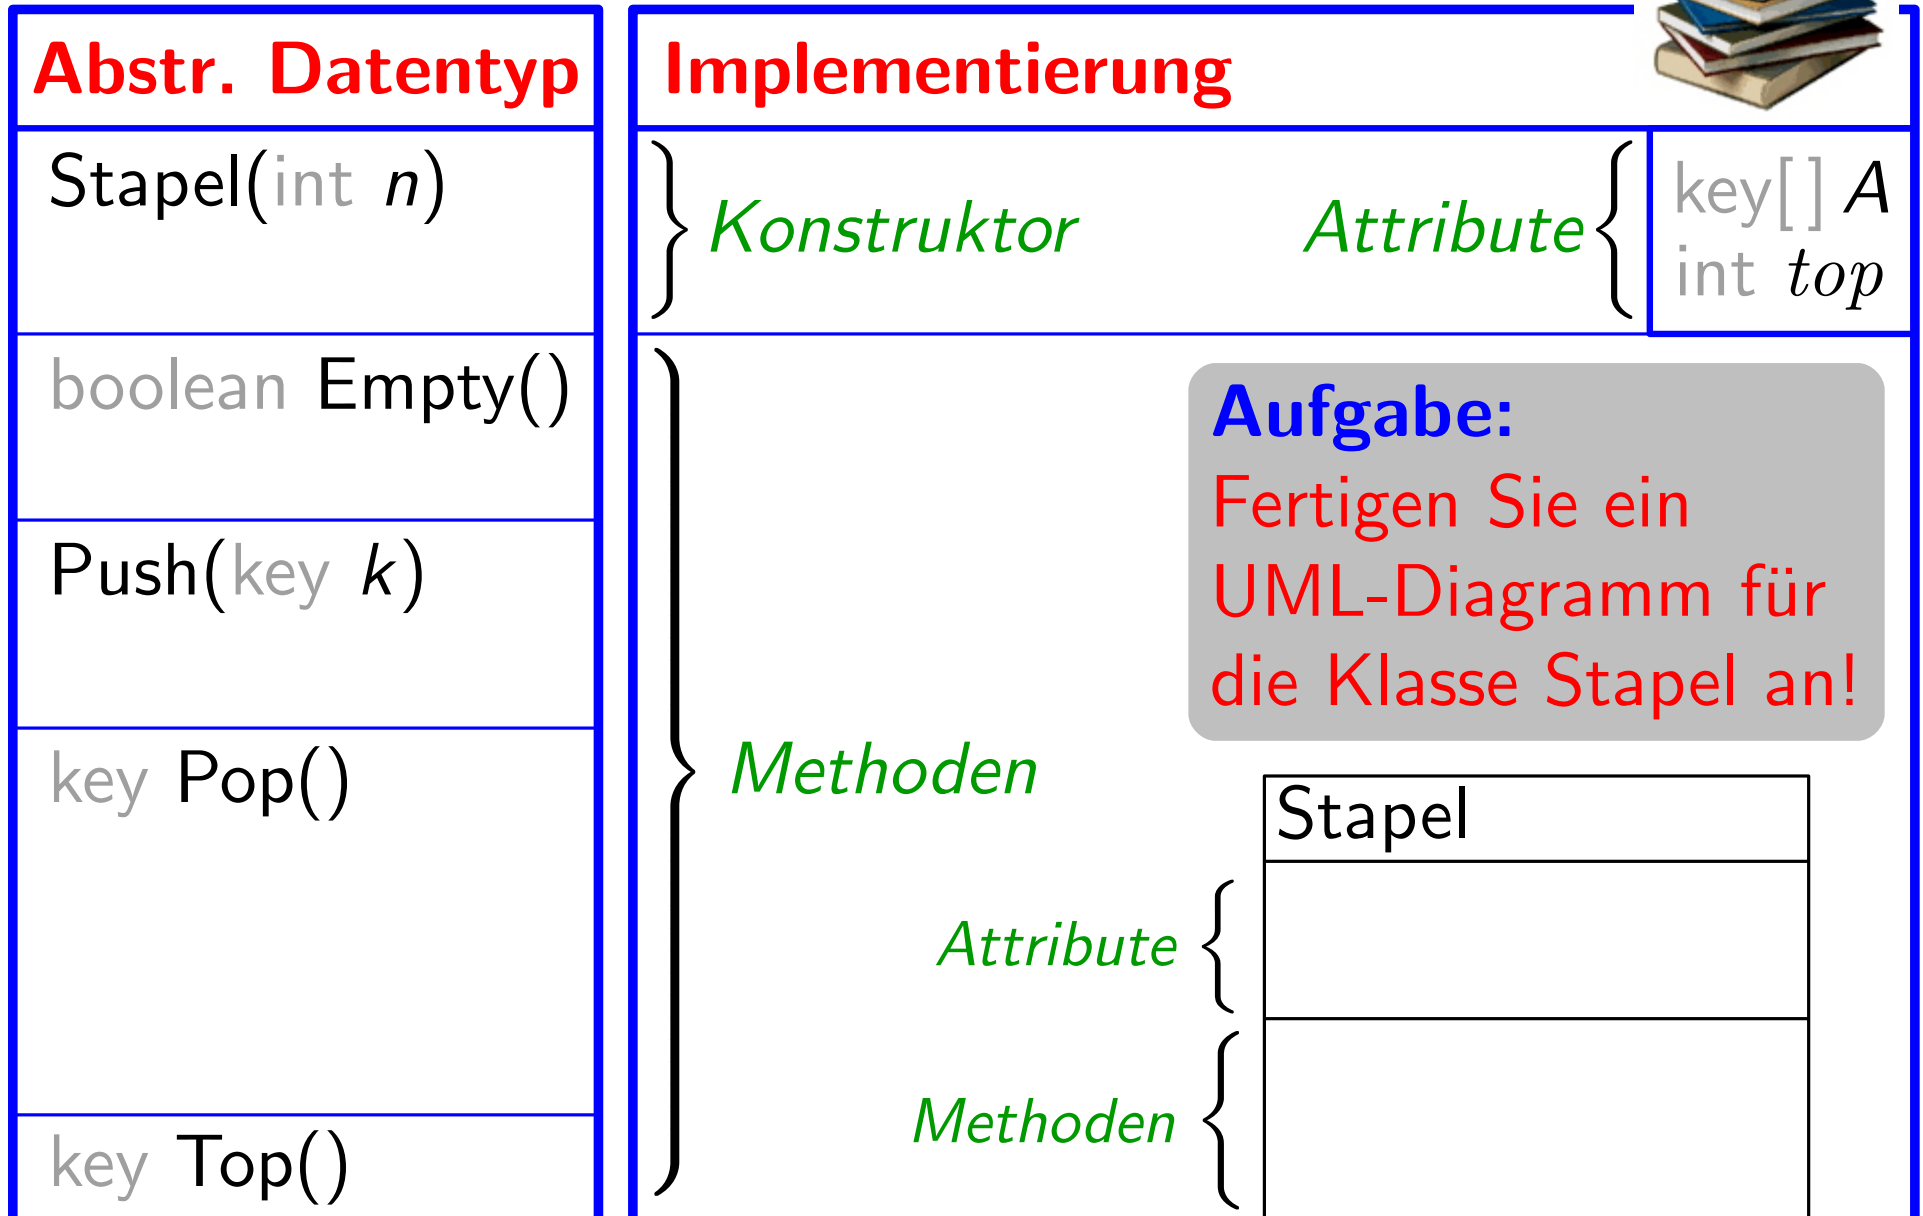 Abstr. Datentyp
Implementierung
Stapel(int n)
Konstruktor
Attribute
key[] A
int top
boolean Empty()
Push(key k)
key Pop()
key Top()
Methoden
Aufgabe:
Fertigen Sie ein
UML-Diagramm für
die Klasse Stapel an!
Stapel
Attribute
Methoden